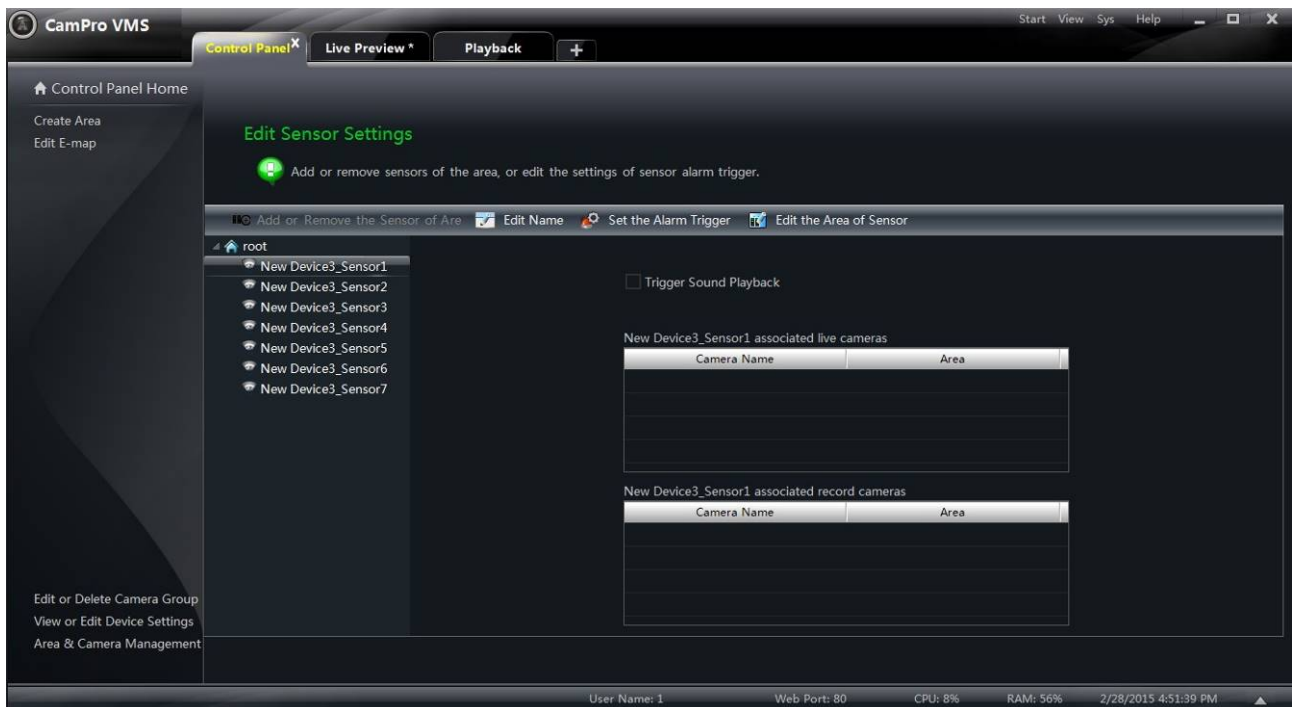 CamPro VMS
Start View Sys Help
Control Panel X Live Preview * Playback +
Control Panel Home
Create Area
Edit E-map
Edit Sensor Settings
Add or remove sensors of the area, or edit the settings of sensor alarm trigger.
Add or Remove the Sensor of Are Edit Name Set the Alarm Trigger Edit the Area of Sensor
root
New Device3_Sensor1
New Device3_Sensor2
New Device3_Sensor3
New Device3_Sensor4
New Device3_Sensor5
New Device3_Sensor6
New Device3_Sensor7
Trigger Sound Playback
New Device3_Sensor1 associated live cameras
Camera Name Area
New Device3_Sensor1 associated record cameras
Camera Name Area
Edit or Delete Camera Group
View or Edit Device Settings
Area & Camera Management
User Name: 1 Web Port: 80 CPU: 8% RAM: 56% 2/28/2015 4:51:39 PM